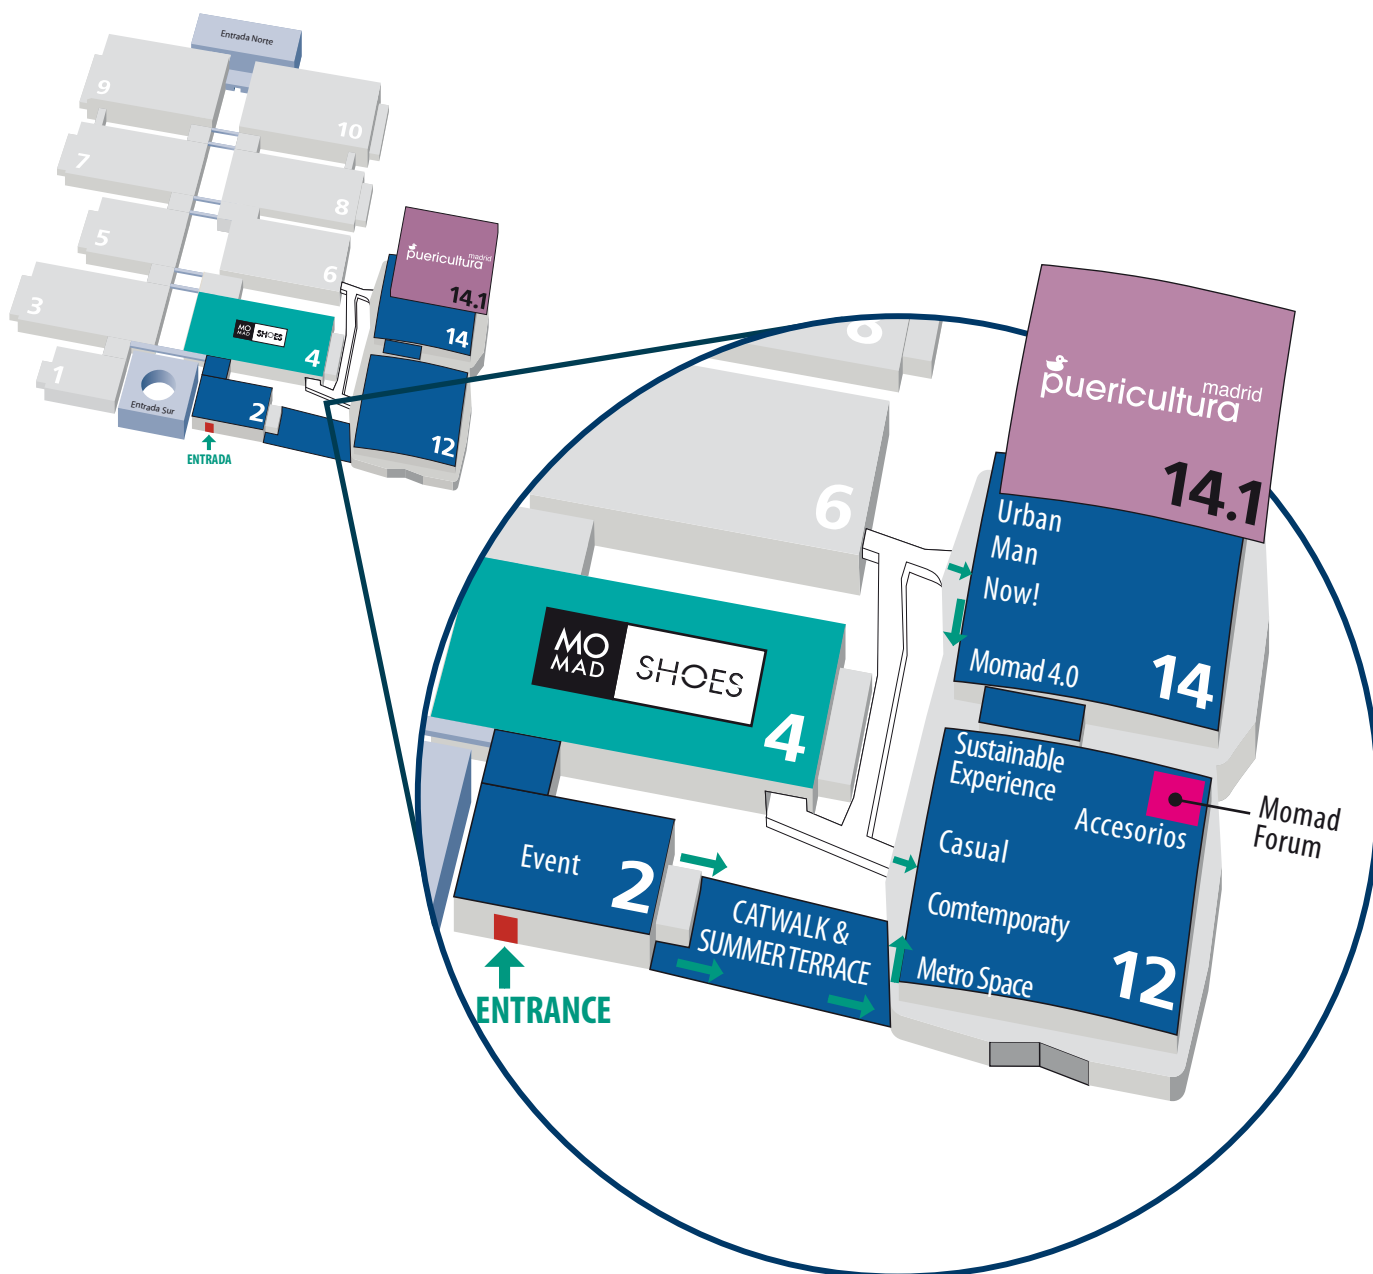 Entrada Norte
9
10
7
8
5
6
3
1
Entrada Sur
MO
MAD
SHOES
4
2
ENTRADA
puericultura
madrid
14.1
14
12
6
MO
MAD
SHOES
4
Event
2
ENTRANCE
CATWALK &
SUMMER TERRACE
puericultura
madrid
14.1
Urban
Man
Now!
Momad 4.0
14
Sustainable
Experience
Accesorios
Casual
Comtemporaty
Metro Space
12
Momad
Forum